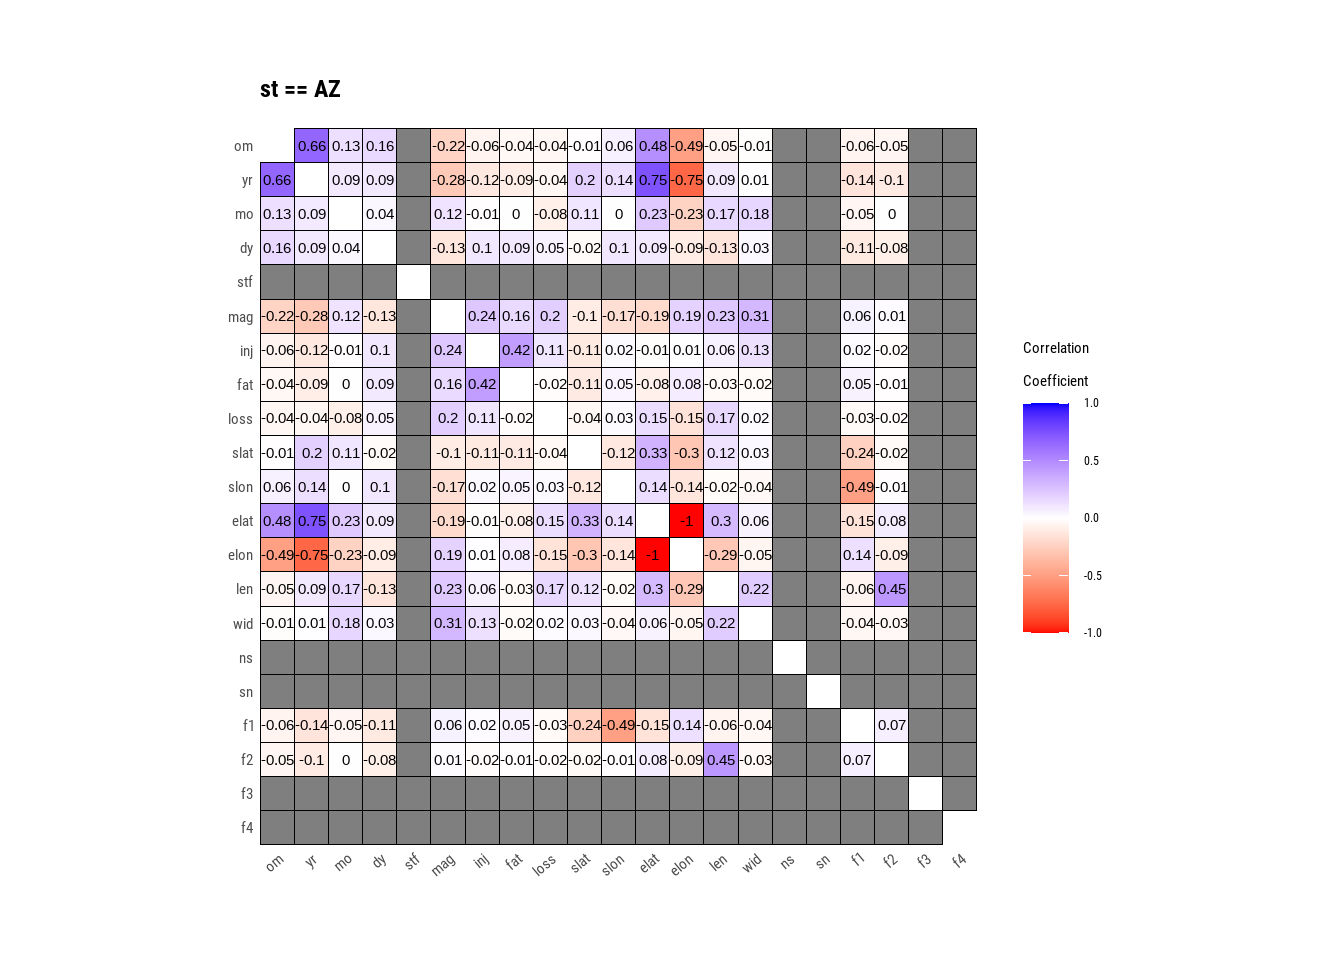 st == AZ
om 0.66 0.13 0.16 -0.22 -0.06 -0.04 -0.04 -0.01 0.06 0.48 -0.49 -0.05 -0.01 -0.06 -0.05
yr 0.66 0.09 0.09 -0.28 -0.12 -0.09 -0.04 0.2 0.14 0.75 -0.75 0.09 0.01 -0.14 -0.1
mo 0.13 0.09 0.04 0.12 -0.01 0 -0.08 0.11 0 0.23 -0.23 0.17 0.18 -0.05 0
dy 0.16 0.09 0.04 -0.13 0.1 0.09 0.05 -0.02 0.1 0.09 -0.09 -0.13 0.03 -0.11 -0.08
stf
mag -0.22 -0.28 0.12 -0.13 0.24 0.16 0.2 -0.1 -0.17 -0.19 0.19 0.23 0.31 0.06 0.01
inj -0.06 -0.12 -0.01 0.1 0.24 0.42 0.11 -0.11 0.02 -0.01 0.01 0.06 0.13 0.02 -0.02
fat -0.04 -0.09 0 0.09 0.16 0.42 -0.02 -0.11 0.05 -0.08 0.08 -0.03 -0.02 0.05 -0.01
loss -0.04 -0.04 -0.08 0.05 0.2 0.11 -0.02 -0.04 0.03 0.15 -0.15 0.17 0.02 -0.03 -0.02
slat -0.01 0.2 0.11 -0.02 -0.1 -0.11 -0.11 -0.04 -0.12 0.33 -0.3 0.12 0.03 -0.24 -0.02
slon 0.06 0.14 0 0.1 -0.17 0.02 0.05 0.03 -0.12 0.14 -0.14 -0.02 -0.04 -0.49 -0.01
elat 0.48 0.75 0.23 0.09 -0.19 -0.01 -0.08 0.15 0.33 0.14 -1 0.3 0.06 -0.15 0.08
elon -0.49 -0.75 -0.23 -0.09 0.19 0.01 0.08 -0.15 -0.3 -0.14 -1 -0.29 -0.05 0.14 -0.09
len -0.05 0.09 0.17 -0.13 0.23 0.06 -0.03 0.17 0.12 -0.02 0.3 -0.29 0.22 -0.06 0.45
wid -0.01 0.01 0.18 0.03 0.31 0.13 -0.02 0.02 0.03 -0.04 0.06 -0.05 0.22 -0.04 -0.03
ns
sn
f1 -0.06 -0.14 -0.05 -0.11 0.06 0.02 0.05 -0.03 -0.24 -0.49 -0.15 0.14 -0.06 -0.04 0.07
f2 -0.05 -0.1 0 -0.08 0.01 -0.02 -0.01 -0.02 -0.02 -0.01 0.08 -0.09 0.45 -0.03 0.07
f3
f4
om yr mo dy stf mag inj fat loss slat slon elat elon len wid ns sn f1 f2 f3 f4
Correlation
Coefficient
1.0
0.5
0.0
-0.5
-1.0